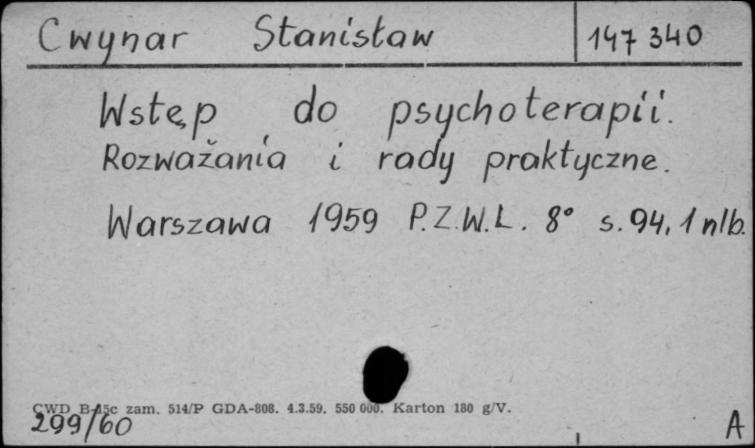 Cwynar Stanisław 147 340
Wstęp do psychoterapii.
Rozważania i rady praktyczne.
Warszawa 1959 P.Z.W.L. 8° s. 94, 1 nlb.
CWD B-15c zam. 514/P GDA-808. 4.3.59. 550 000. Karton 180 g/V.
299/60 A